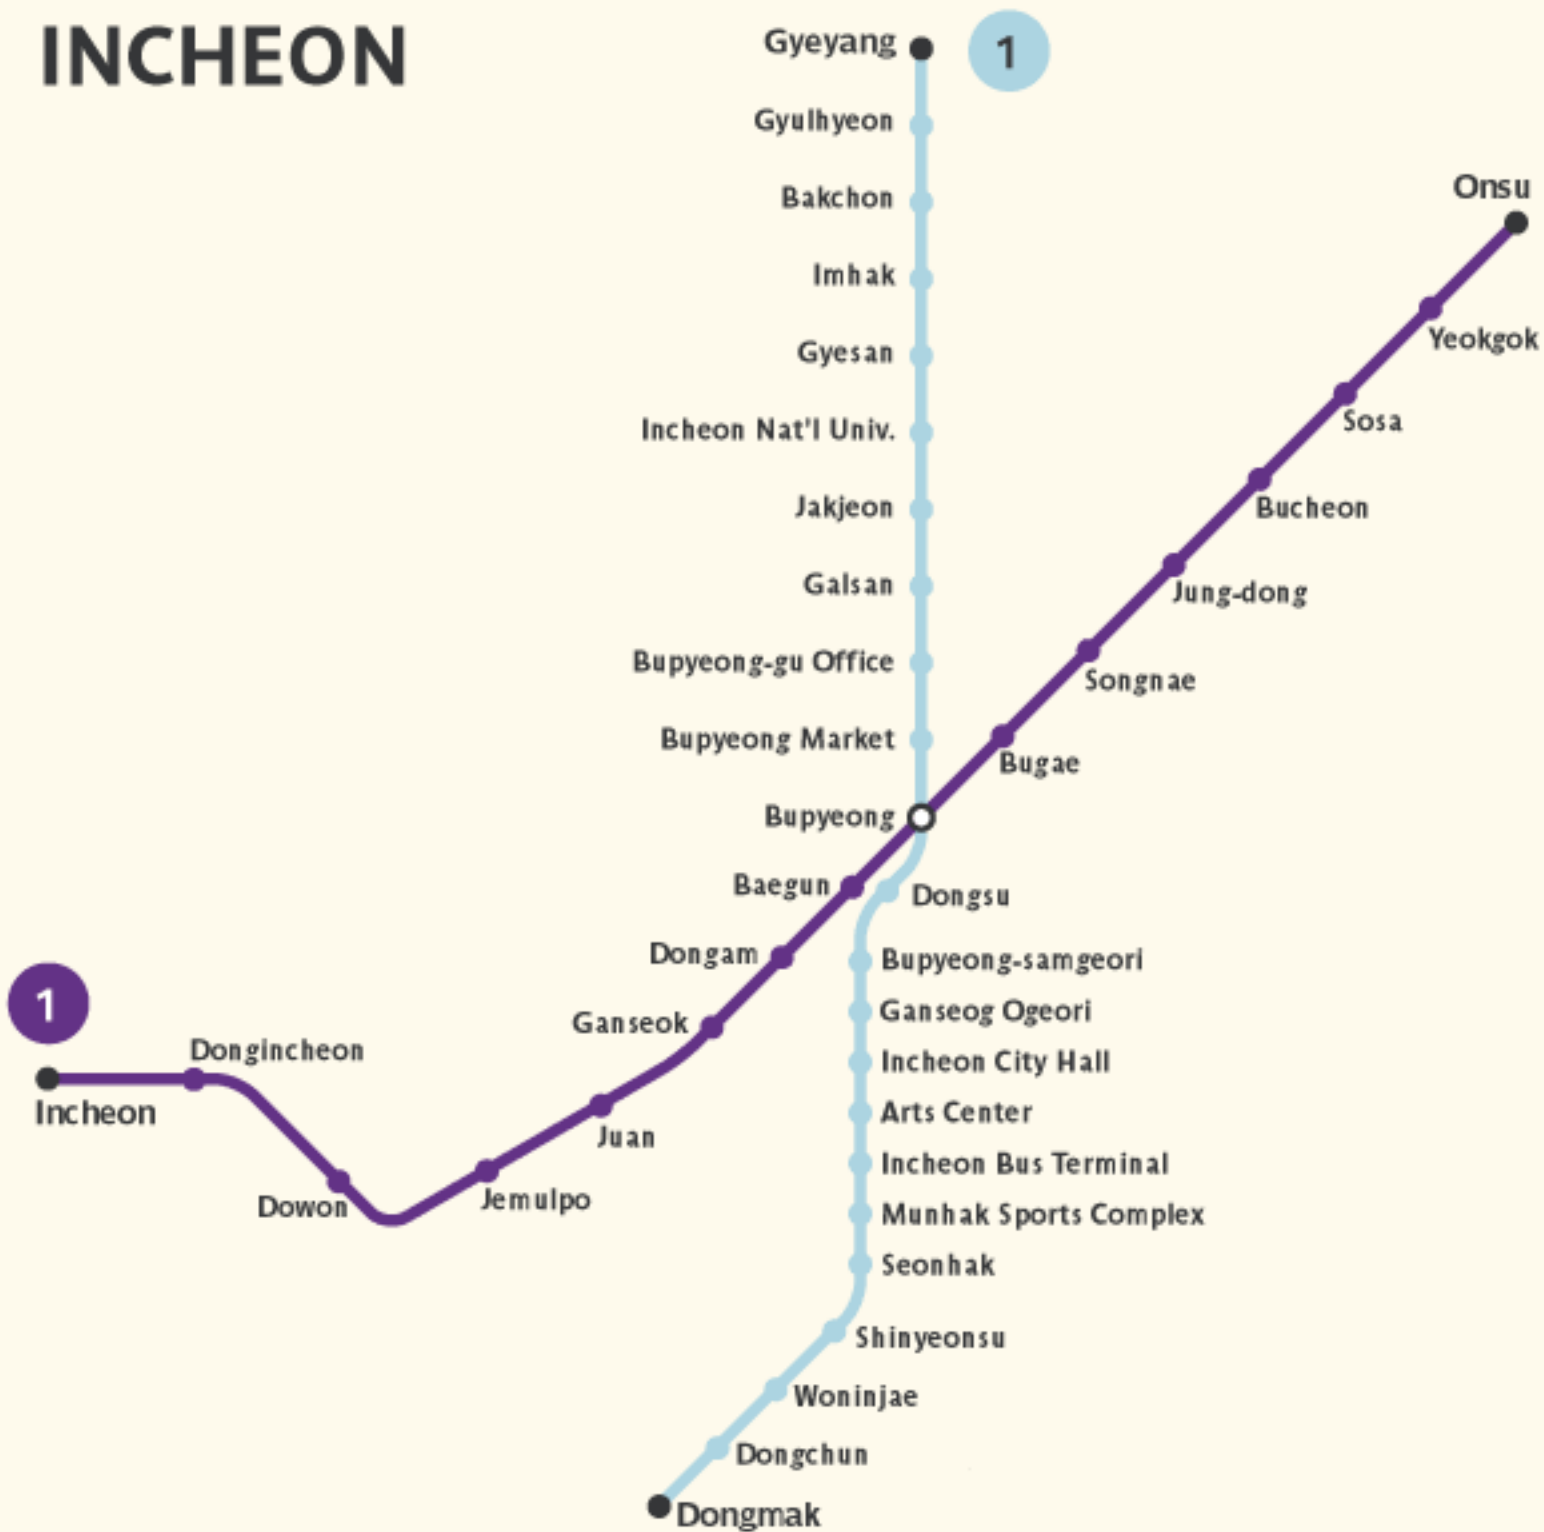 INCHEON
Gyeyang
1
Gyulhyeon
Bakchon
Imhak
Gyesan
Incheon Nat'l Univ.
Jakjeon
Galsan
Bupyeong-gu Office
Bupyeong Market
Bupyeong
Onsu
Yeokgok
Sosa
Bucheon
Jung-dong
Songnae
Bugae
Baegun
Dongam
Ganseok
1
Dongincheon
Incheon
Dowon
Jemulpo
Juan
Dongsu
Bupyeong-samgeori
Ganseog Ogeori
Incheon City Hall
Arts Center
Incheon Bus Terminal
Munhak Sports Complex
Seonhak
Shinyeonsu
Woninjae
Dongchun
Dongmak